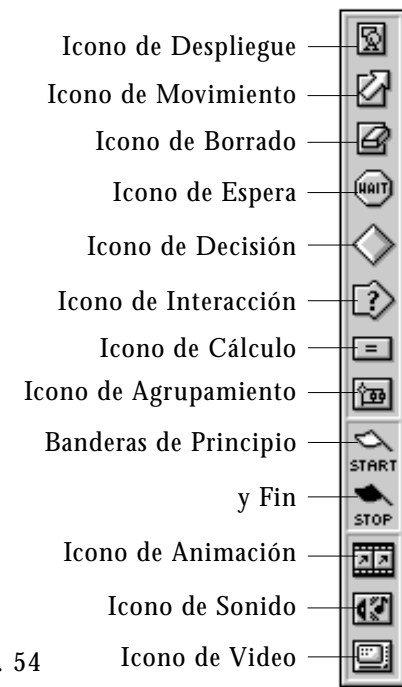 Icono de Despliegue
Icono de Movimiento
Icono de Borrado
Icono de Espera
WAIT
Icono de Decisión
Icono de Interacción
?
Icono de Cálculo
=
Icono de Agrupamiento
Banderas de Principio
START
y Fin
STOP
Icono de Animación
Icono de Sonido
. 54
Icono de Video